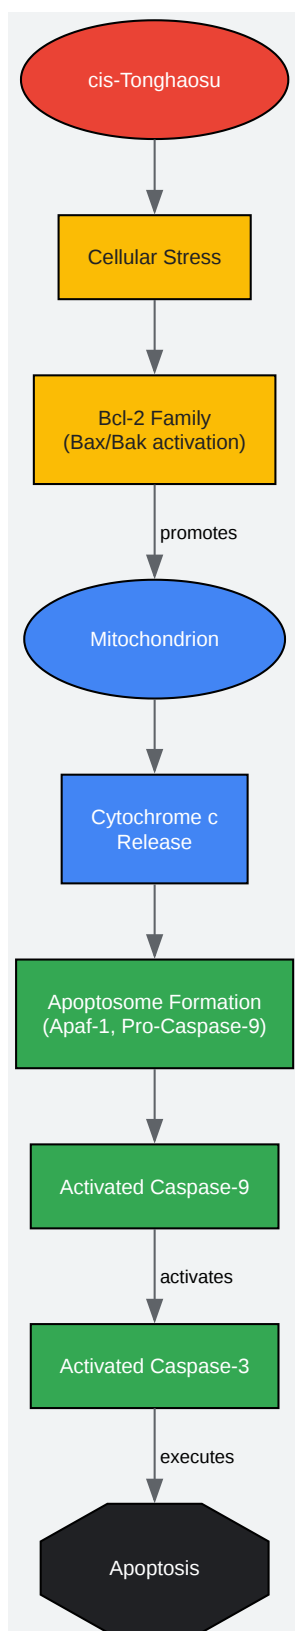 cis-Tonghaosu
Cellular Stress
Bcl-2 Family
(Bax/Bak activation)
promotes
Mitochondrion
Cytochrome c
Release
Apoptosome Formation
(Apaf-1, Pro-Caspase-9)
Activated Caspase-9
activates
Activated Caspase-3
executes
Apoptosis